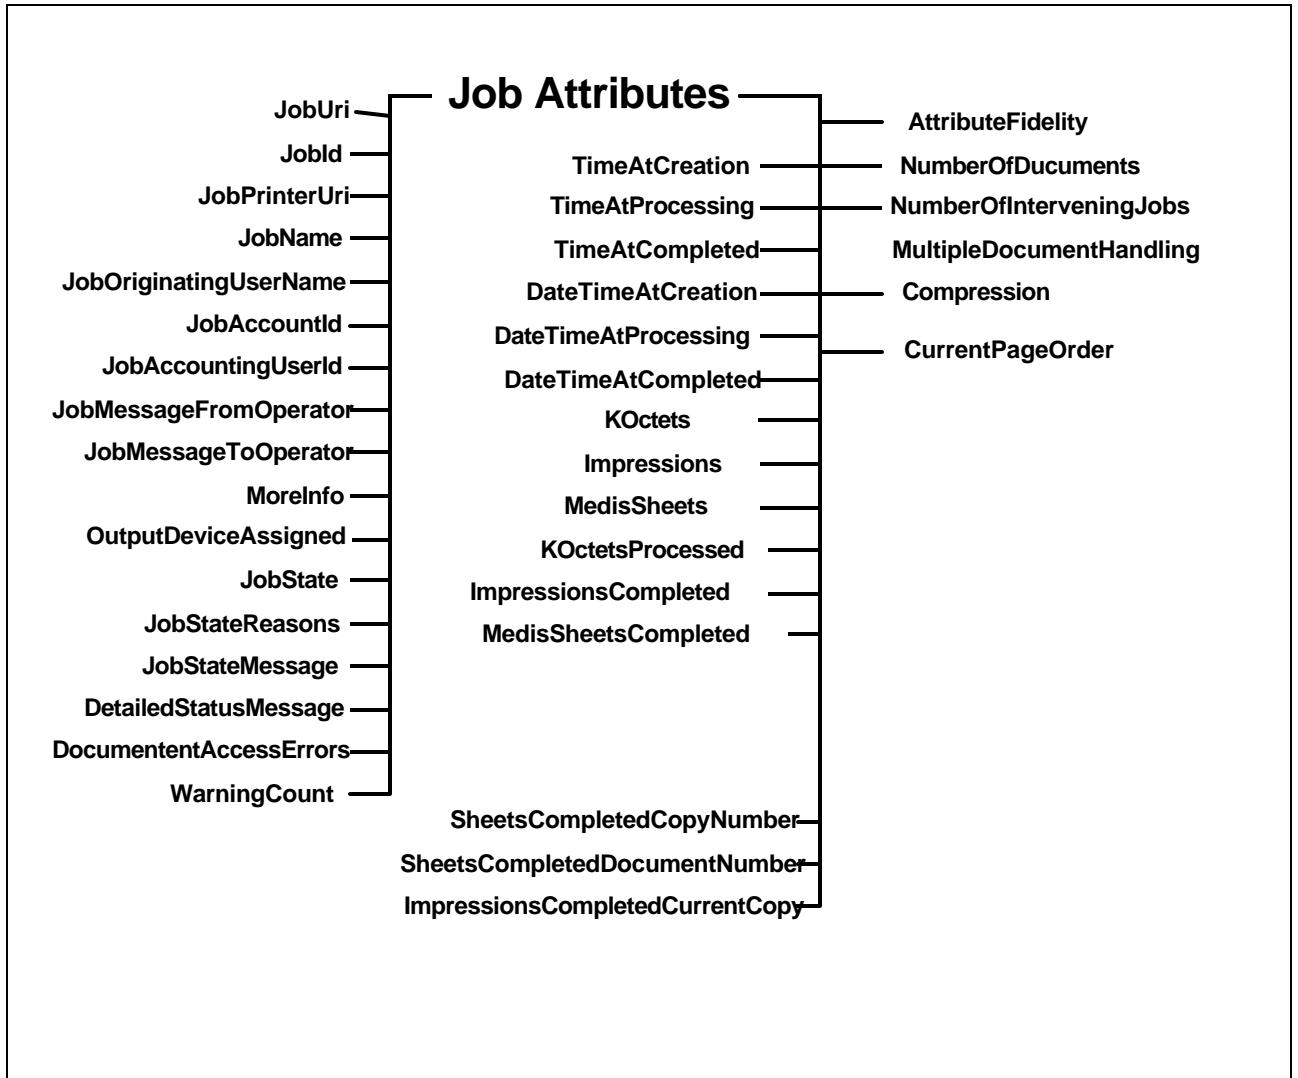 Job Attributes
JobUri
JobId
JobPrinterUri
JobName
JobOriginatingUserName
JobAccountId
JobAccountingUserId
JobMessageFromOperator
JobMessageToOperator
MoreInfo
OutputDeviceAssigned
JobState
JobStateReasons
JobStateMessage
DetailedStatusMessage
DocumententAccessErrors
WarningCount
TimeAtCreation
TimeAtProcessing
TimeAtCompleted
DateTimeAtCreation
DateTimeAtProcessing
DateTimeAtCompleted
KOctets
Impressions
MedisSheets
KOctetsProcessed
ImpressionsCompleted
MedisSheetsCompleted
SheetsCompletedCopyNumber
SheetsCompletedDocumentNumber
ImpressionsCompletedCurrentCopy
AttributeFidelity
NumberOfDucuments
NumberOfInterveningJobs
MultipleDocumentHandling
Compression
CurrentPageOrder